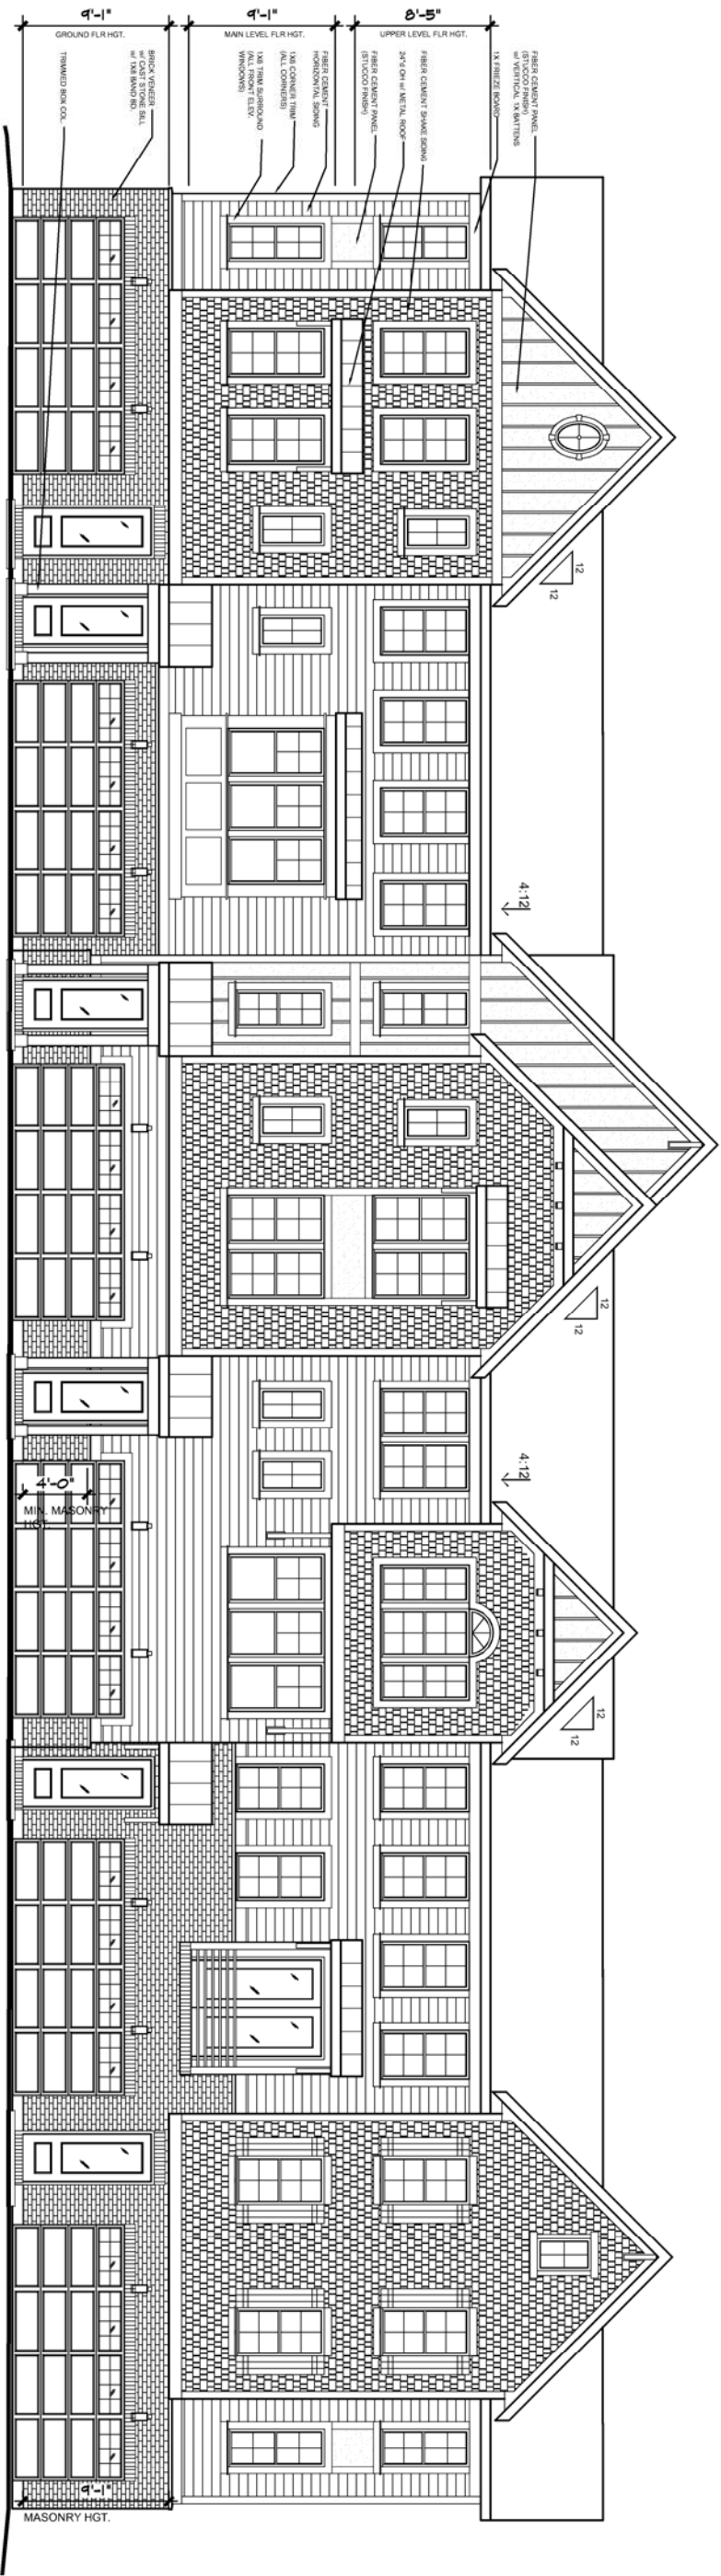 9'-1"
GROUND FLR HGT.
9'-1"
MAIN LEVEL FLR HGT.
8'-5"
UPPER LEVEL FLR HGT.
FIBER CEMENT PANEL
(STUCCO FINISH)
w/ VERTICAL 1X BATTENS
1X FRIEZE BOARD
FIBER CEMENT SHAKE SIDING
24"± OH w/ METAL ROOF
FIBER CEMENT PANEL
(STUCCO FINISH)
FIBER CEMENT
HORIZONTAL SIDING
1X6 CORNER TRIM
(ALL CORNERS)
1X6 TRIM SURROUND
(ALL FRONT ELEV.
WINDOWS)
BRICK VENEER
w/ CAST STONE SILL
w/ 1X8 BAND BD.
TRIMMED BOX COL.
12
12
4:12
12
12
4:12
12
12
4'-0"
MIN. MASONRY
HGT.
9'-1"
MASONRY HGT.